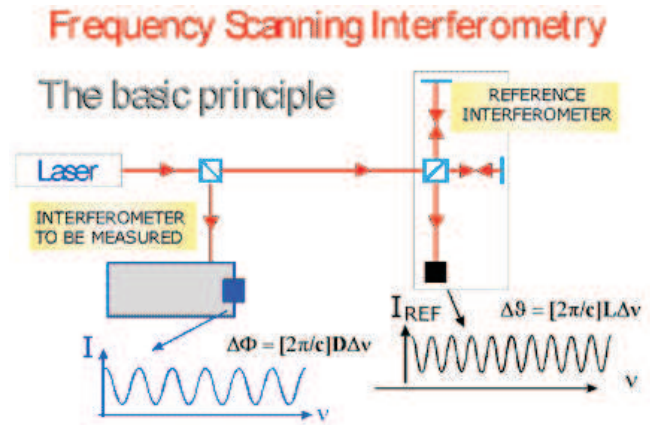 Frequency Scanning Interferometry
The basic principle
REFERENCE
INTERFEROMETER
Laser
INTERFEROMETER
TO BE MEASURED
I_REF
Δϑ = [2π/c]LΔν
ν
I
ΔΦ = [2π/c]DΔν
ν